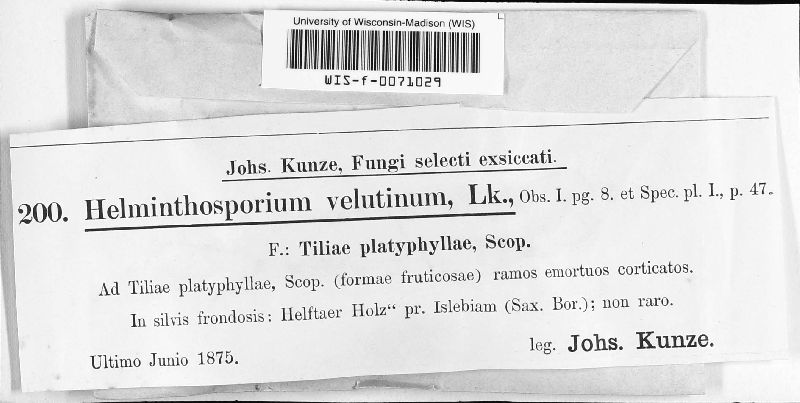 University of Wisconsin-Madison (WIS)
WIS-f-0071029
Johs. Kunze, Fungi selecti exsiccati.
200. Helminthosporium velutinum, Lk., Obs. I. pg. 8. et Spec. pl. I., p. 47.
F.: Tiliae platyphyllae, Scop.
Ad Tiliae platyphyllae, Scop. (formae fruticosae) ramos emortuos corticatos.
In silvis frondosis: Helftaer Holz“ pr. Islebiam (Sax. Bor.); non raro.
Ultimo Junio 1875.
leg. Johs. Kunze.